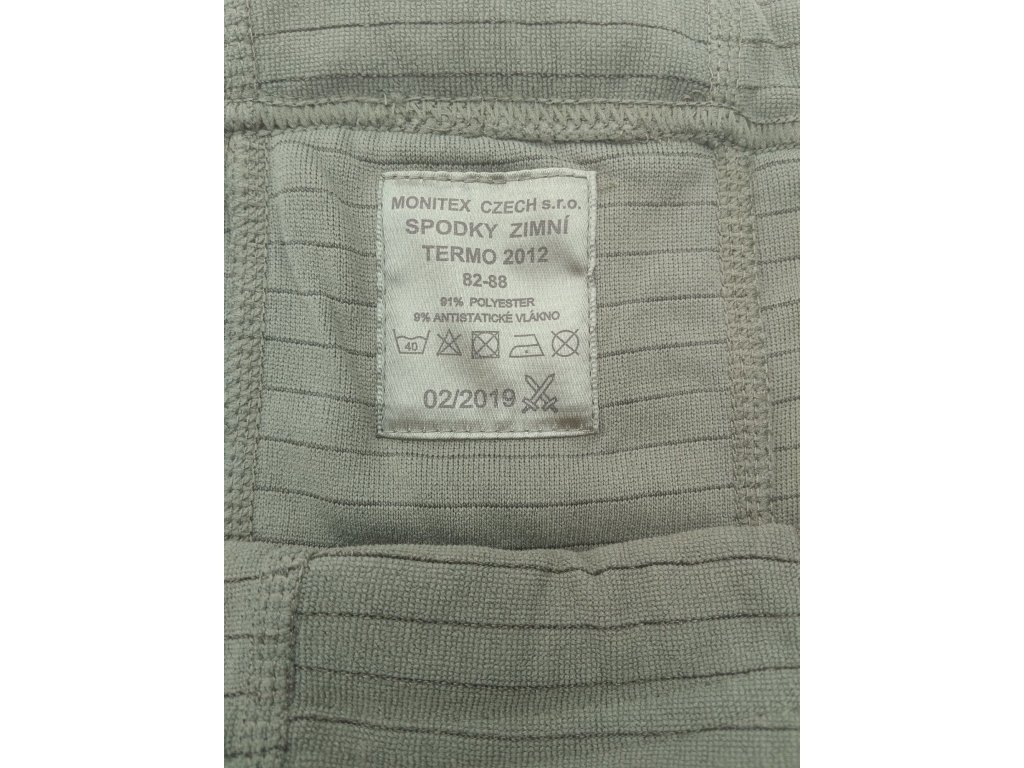 MONITEX CZECH s.r.o.
SPODKY ZIMNÍ
TERMO 2012
82-88
91% POLYESTER
9% ANTISTATICKÉ VLÁKNO
40
02/2019